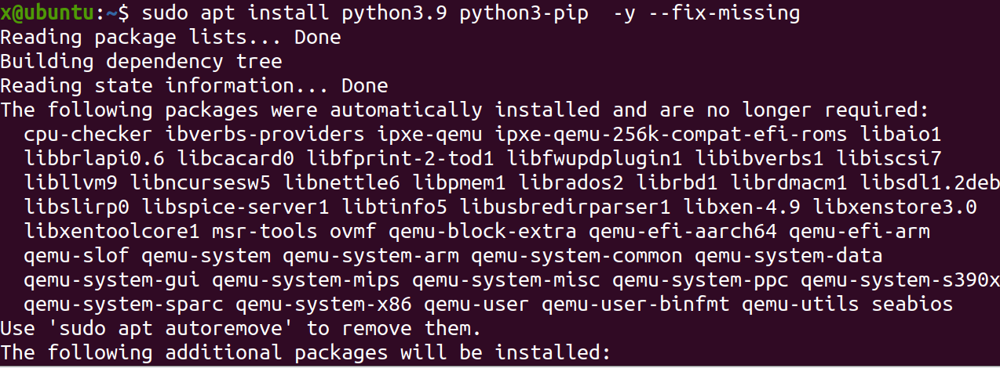 x@ubuntu:~$ sudo apt install python3.9 python3-pip  -y --fix-missing
Reading package lists... Done
Building dependency tree
Reading state information... Done
The following packages were automatically installed and are no longer required:
  cpu-checker ibverbs-providers ipxe-qemu ipxe-qemu-256k-compat-efi-roms libaio1
  libbrlapi0.6 libcacard0 libfprint-2-tod1 libfwupdplugin1 libibverbs1 libiscsi7
  libllvm9 libncursesw5 libnettle6 libpmem1 librados2 librbd1 librdmacm1 libsdl1.2deb
  libslirp0 libspice-server1 libtinfo5 libusbredirparser1 libxen-4.9 libxenstore3.0
  libxentoolcore1 msr-tools ovmf qemu-block-extra qemu-efi-aarch64 qemu-efi-arm
  qemu-slof qemu-system qemu-system-arm qemu-system-common qemu-system-data
  qemu-system-gui qemu-system-mips qemu-system-misc qemu-system-ppc qemu-system-s390x
  qemu-system-sparc qemu-system-x86 qemu-user qemu-user-binfmt qemu-utils seabios
Use 'sudo apt autoremove' to remove them.
The following additional packages will be installed: